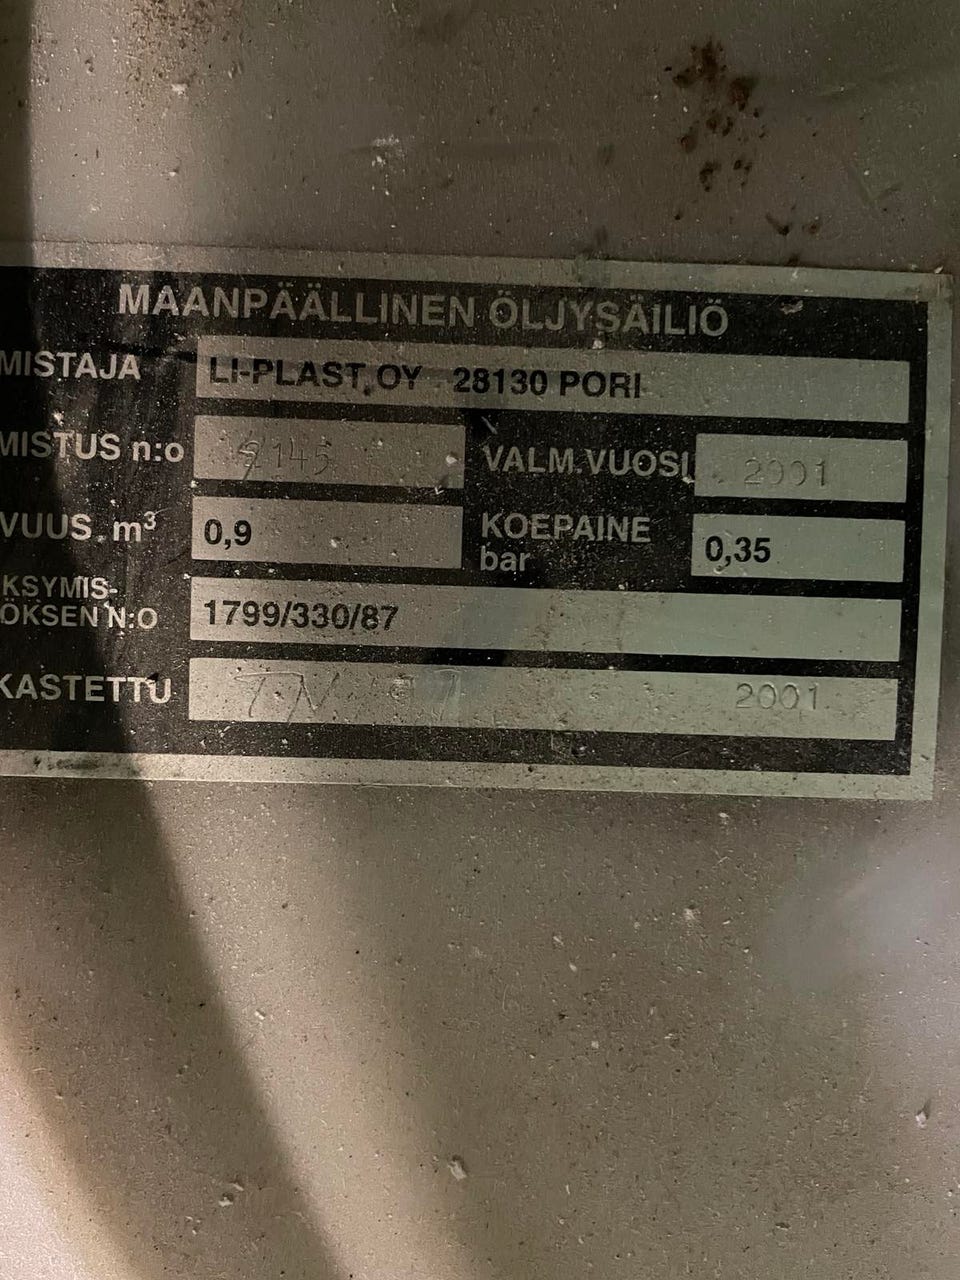 MAANPÄÄLLINEN ÖLJYSÄILIÖ
MISTAJA LI-PLAST OY 28130 PORI
MISTUS n:o VALM.VUOSI 2001
VUUS. m³ 0,9 KOEPAINE bar 0,35
KSYMIS-
ÖKSEN N:O 1799/330/87
KASTETTU 2001